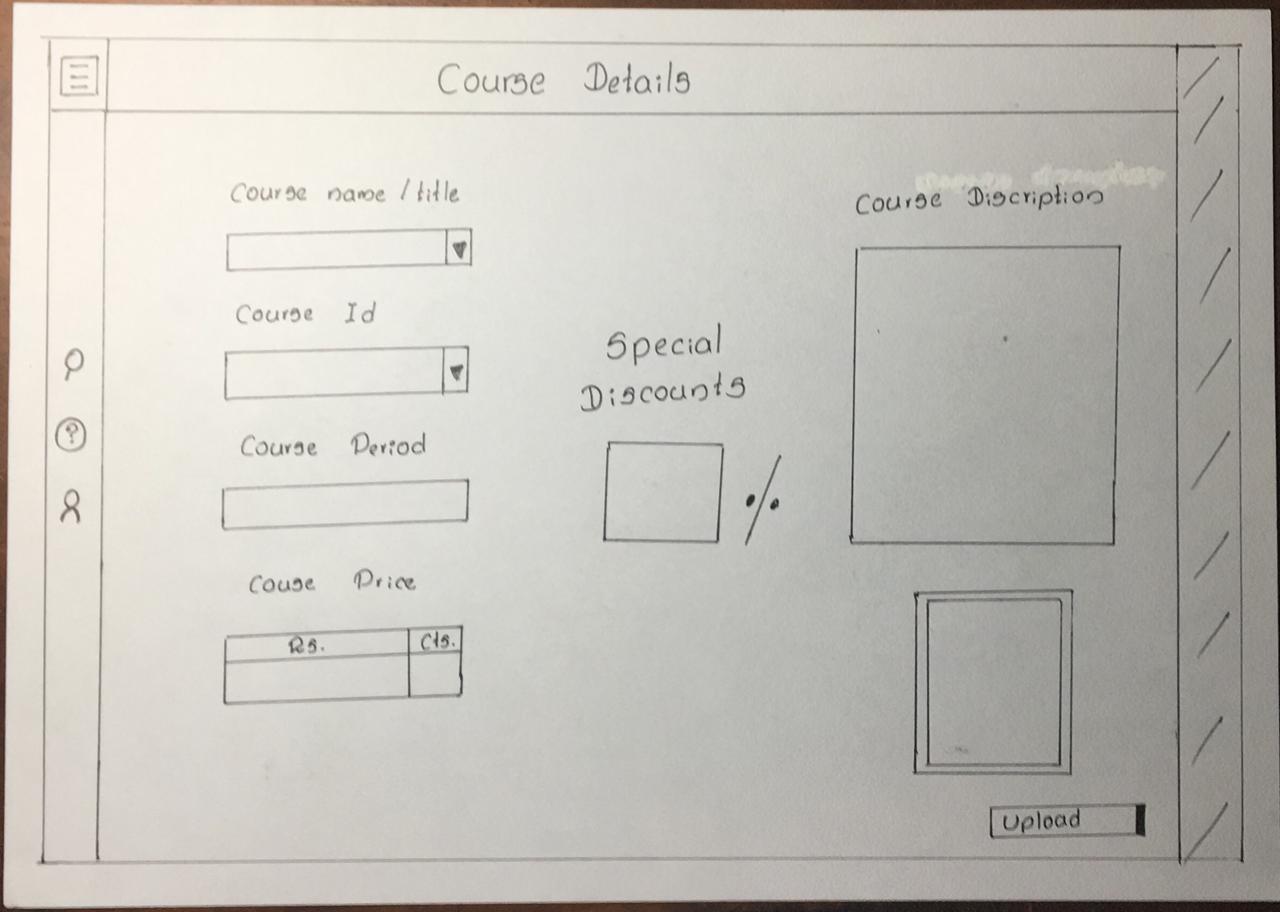 Course Details
Course name / title
Course Id
Course Period
Couse Price
Rs. Cts.
Special
Discounts
%
Course Discription
Upload
?